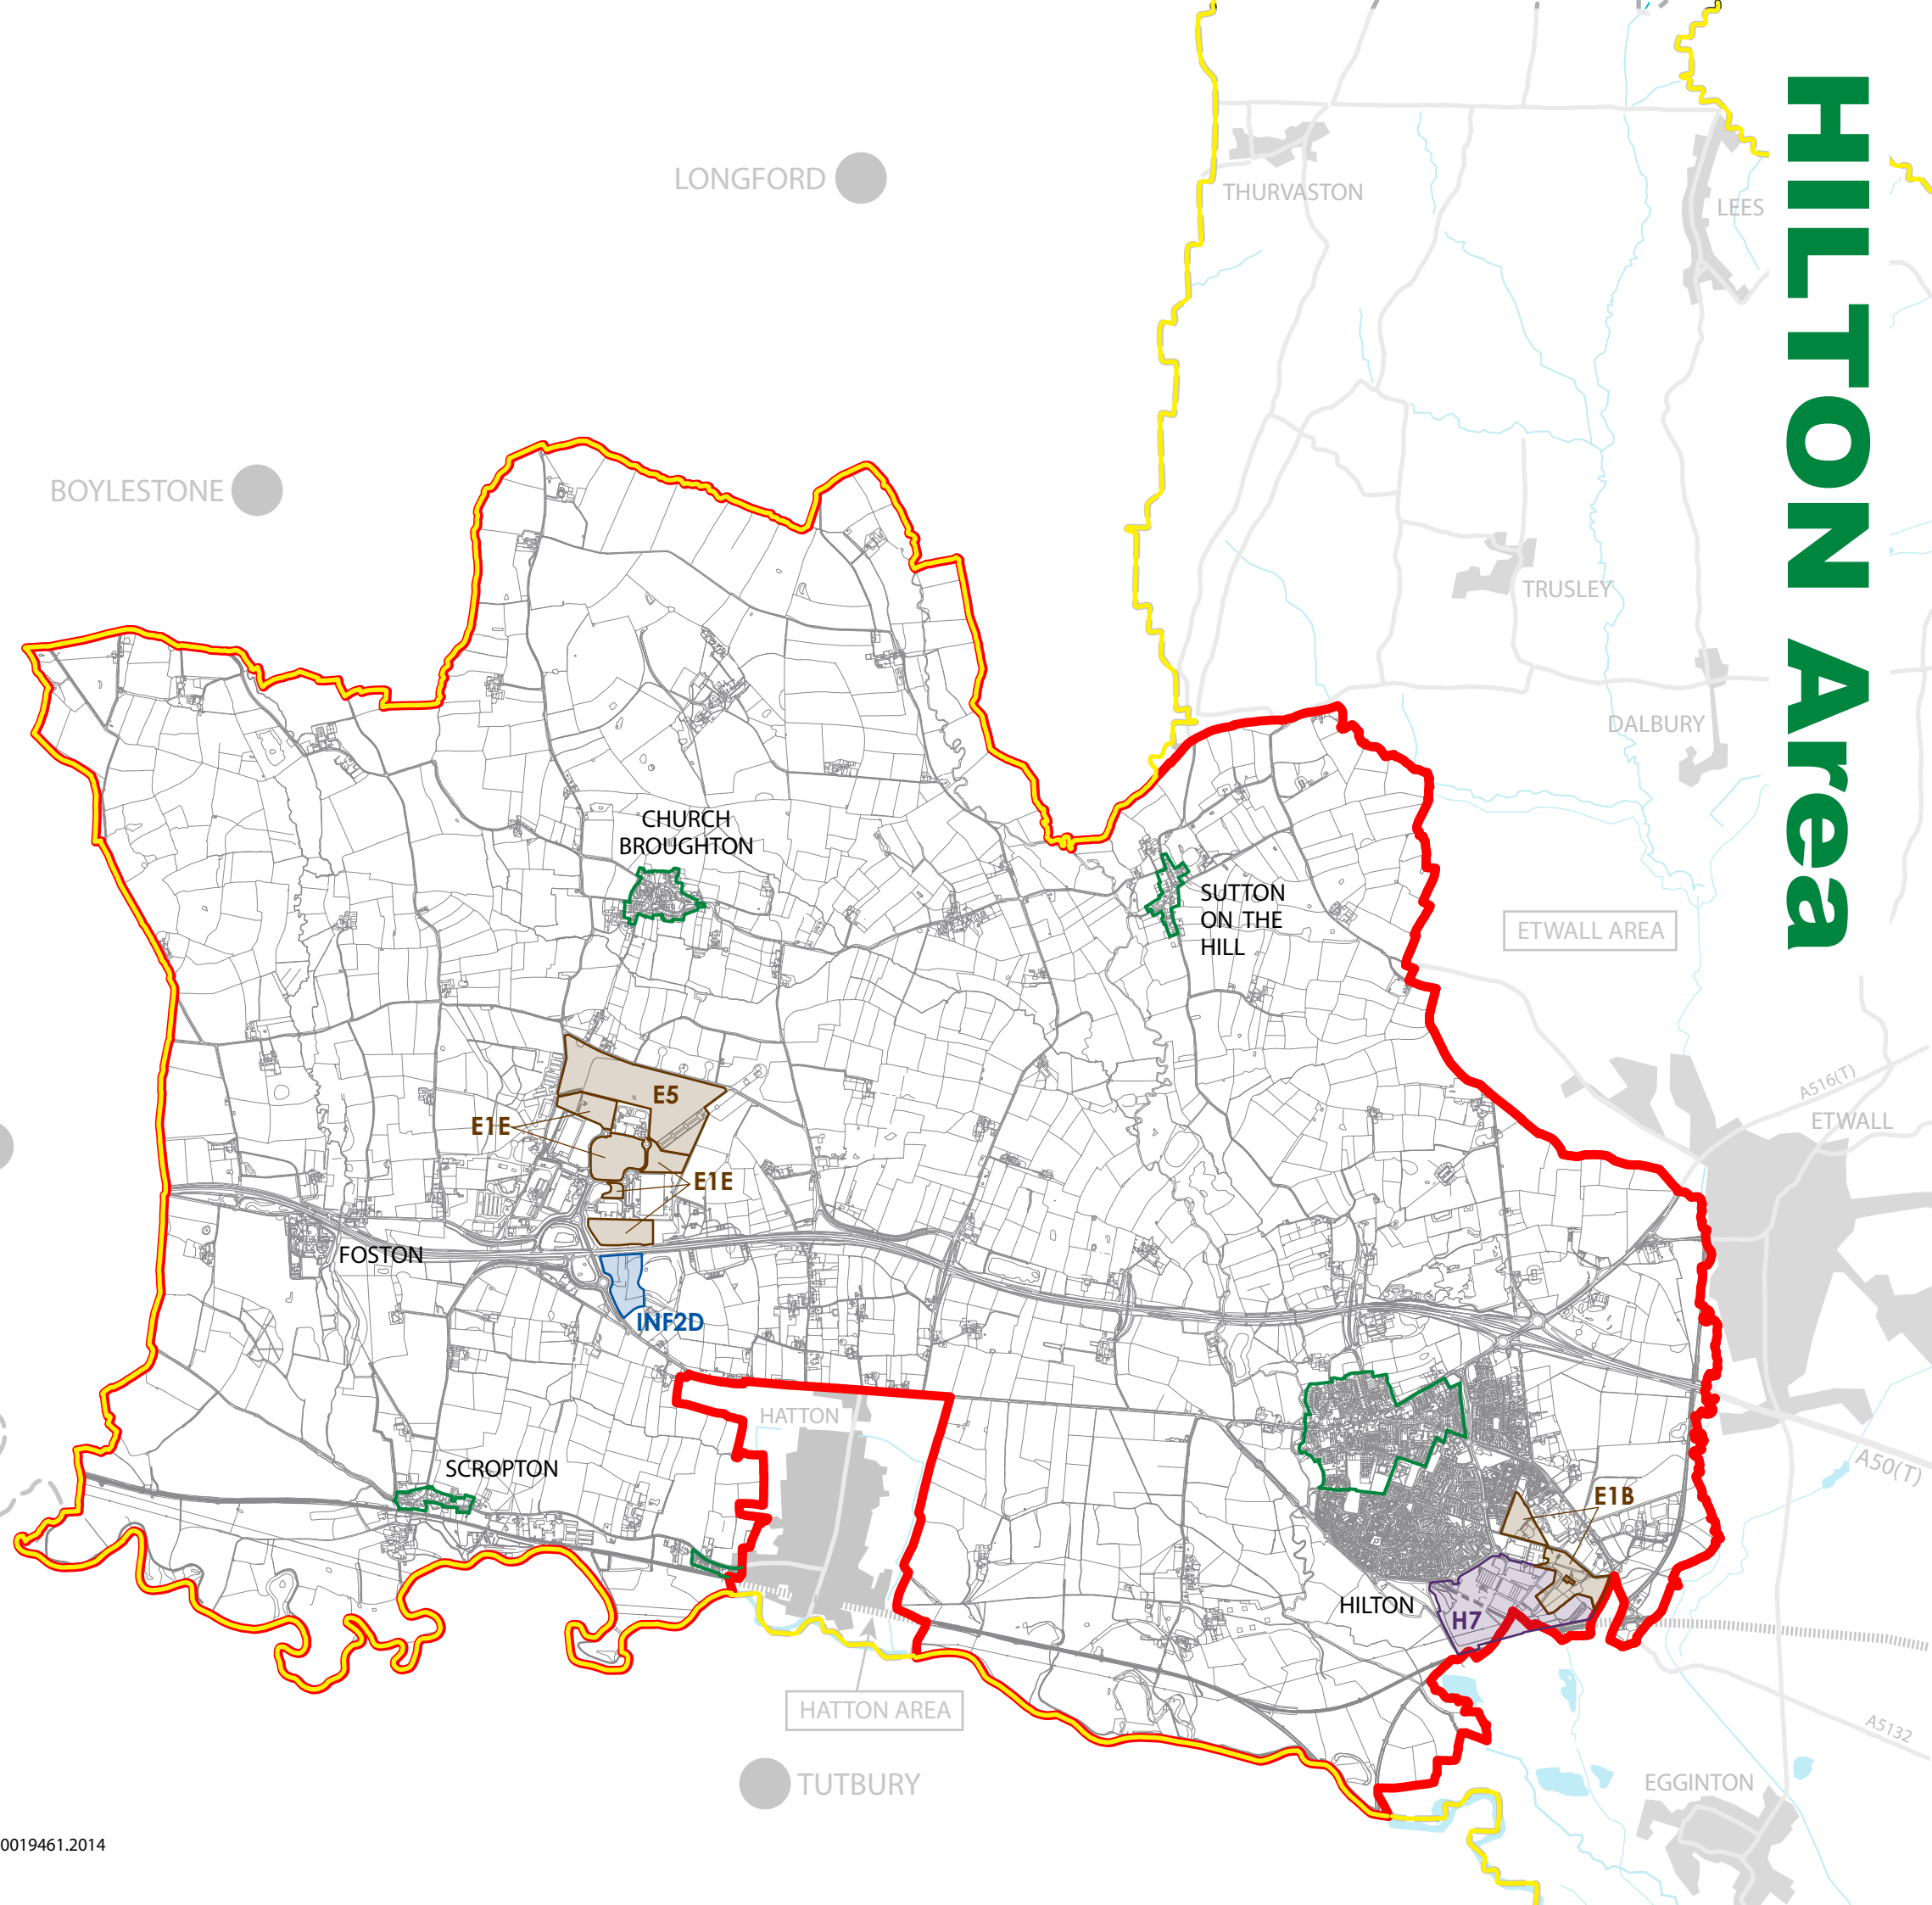 HILTON Area
LONGFORD
THURVASTON
LEES
BOYLESTONE
TRUSLEY
DALBURY
CHURCH
BROUGHTON
SUTTON
ON THE
HILL
ETWALL AREA
A516(T)
ETWALL
E5
E1E
E1E
FOSTON
INF2D
HATTON
SCROPTON
A50(T)
E1B
HILTON
H7
HATTON AREA
A5132
TUTBURY
EGGINTON
0019461.2014